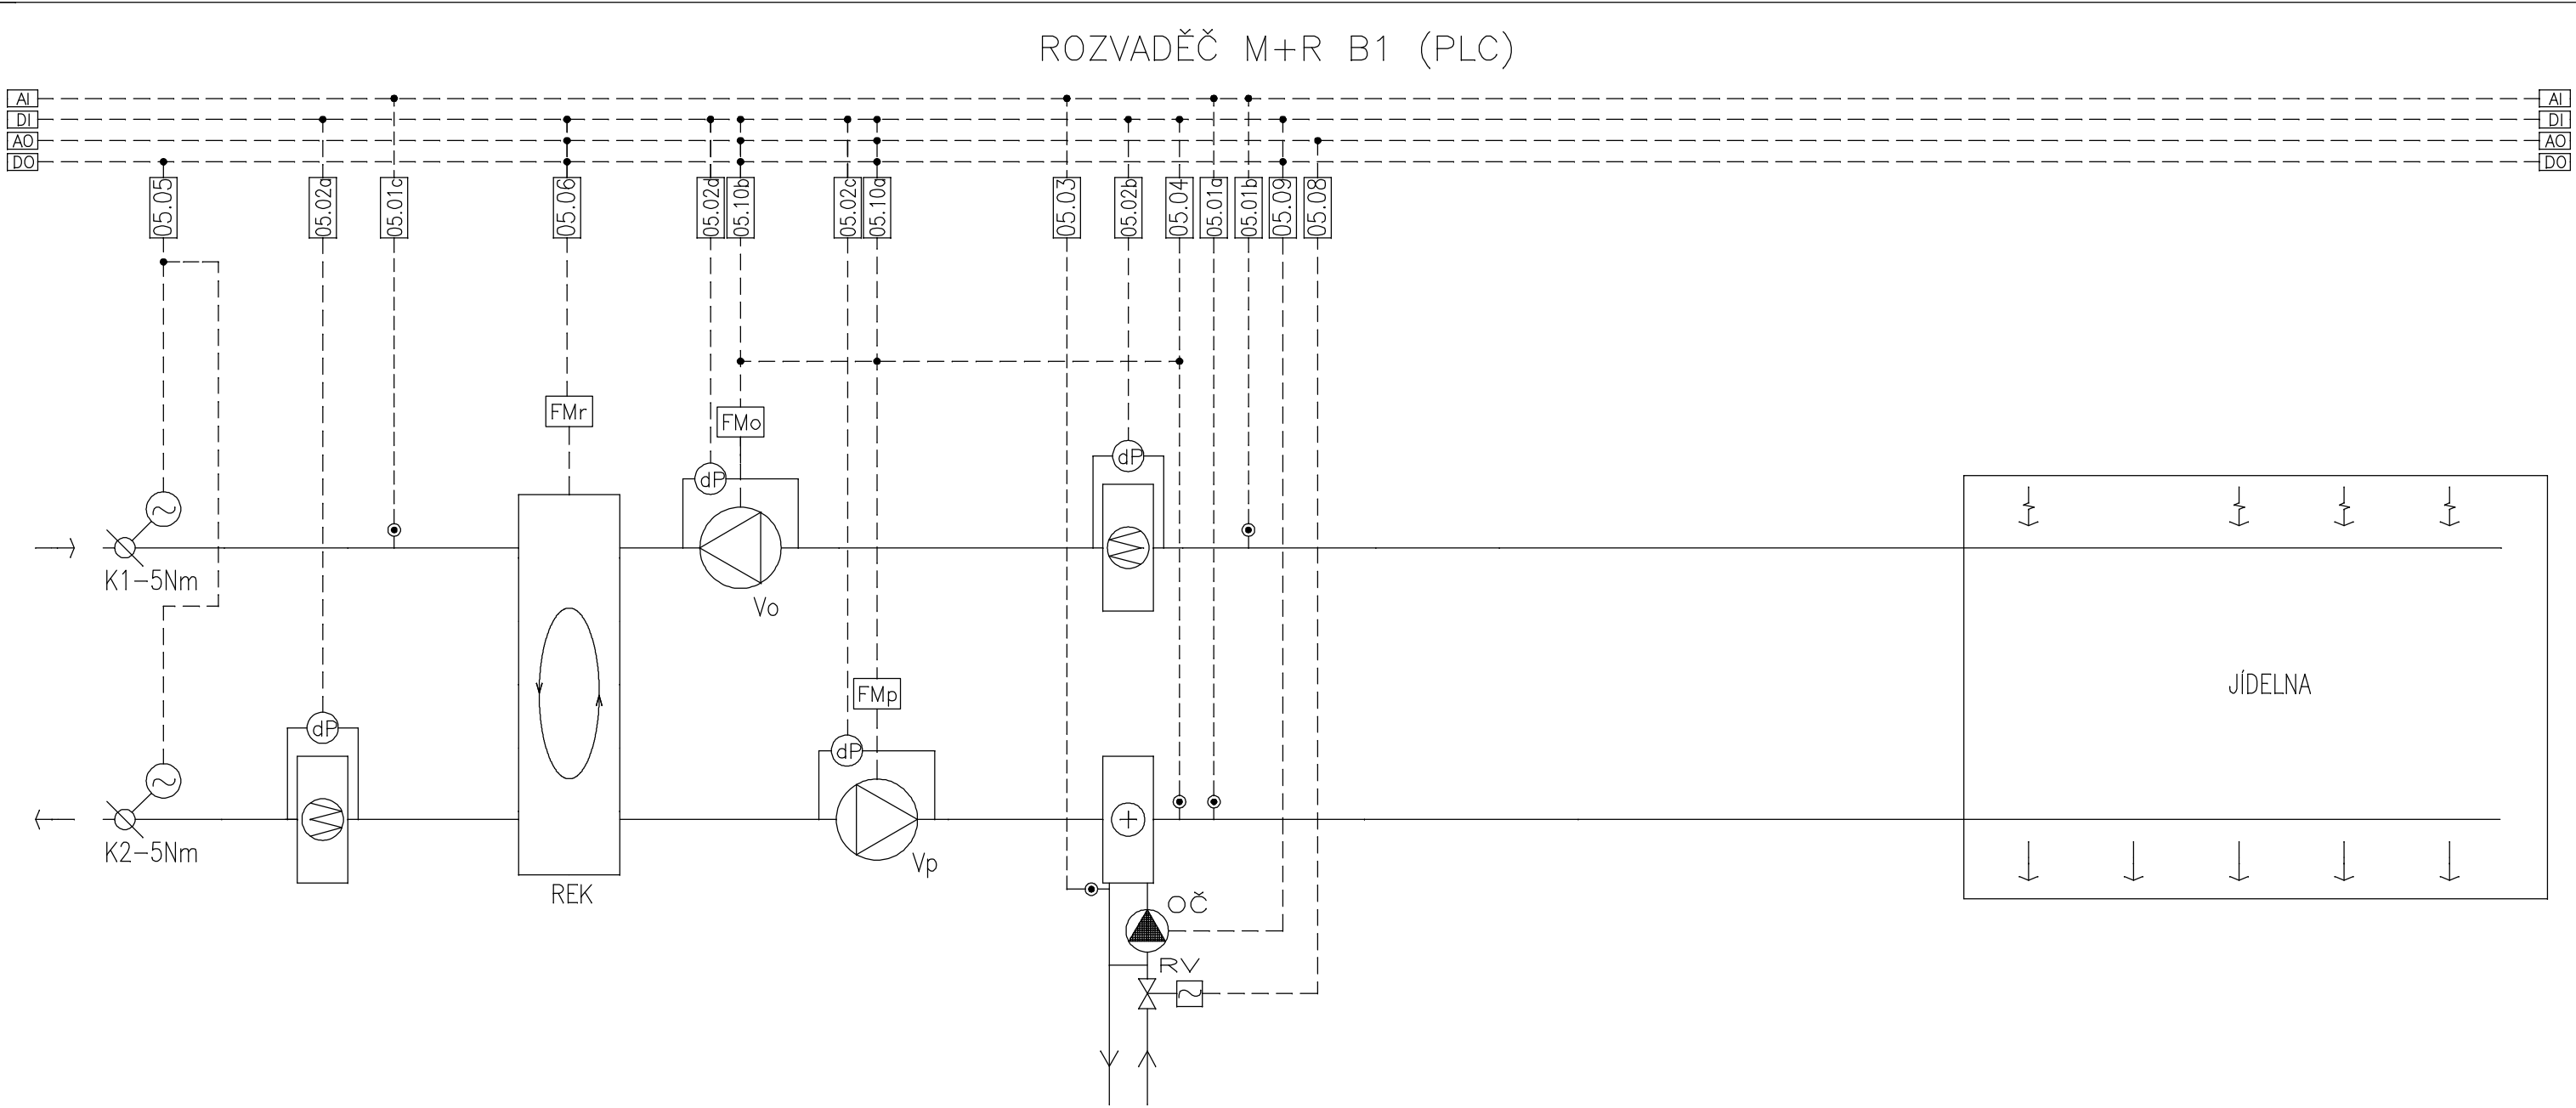 ROZVADĚČ M+R B1 (PLC)
AI
AI
DI
DI
AO
AO
DO
DO
05.05
05.02a
05.01c
05.06
05.02d
05.10b
05.02c
05.10a
05.03
05.02b
05.04
05.01a
05.01b
05.09
05.08
FMr
FMo
dP
dP
K1-5Nm
Vo
JÍDELNA
FMp
dP
dP
K2-5Nm
Vp
REK
OČ
RV